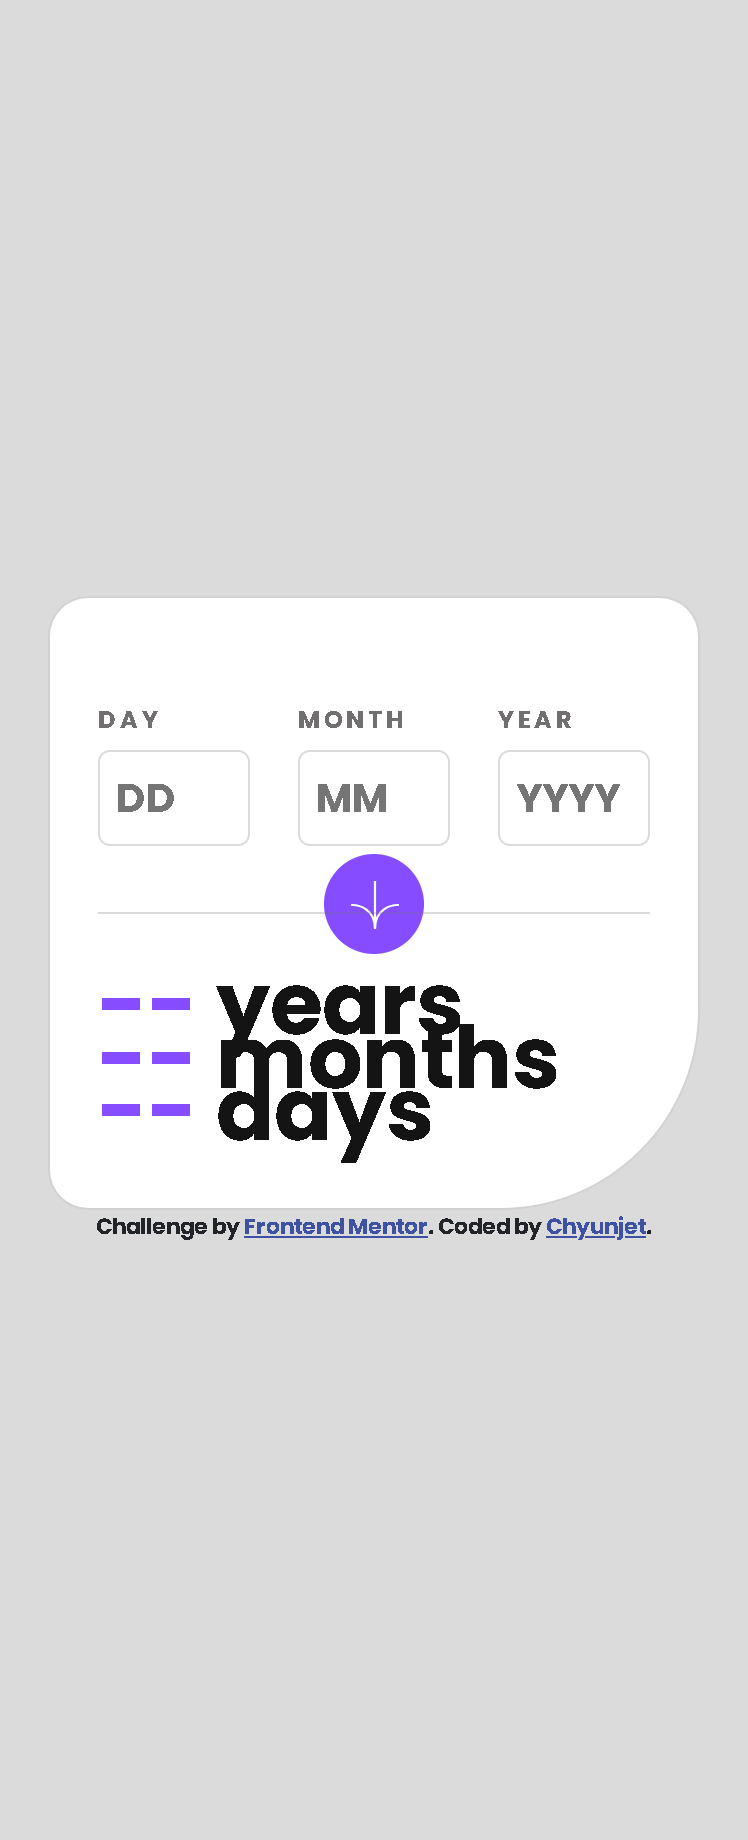 DAY MONTH YEAR
DD MM YYYY
-- years
-- months
-- days
Challenge by Frontend Mentor. Coded by Chyunjet.